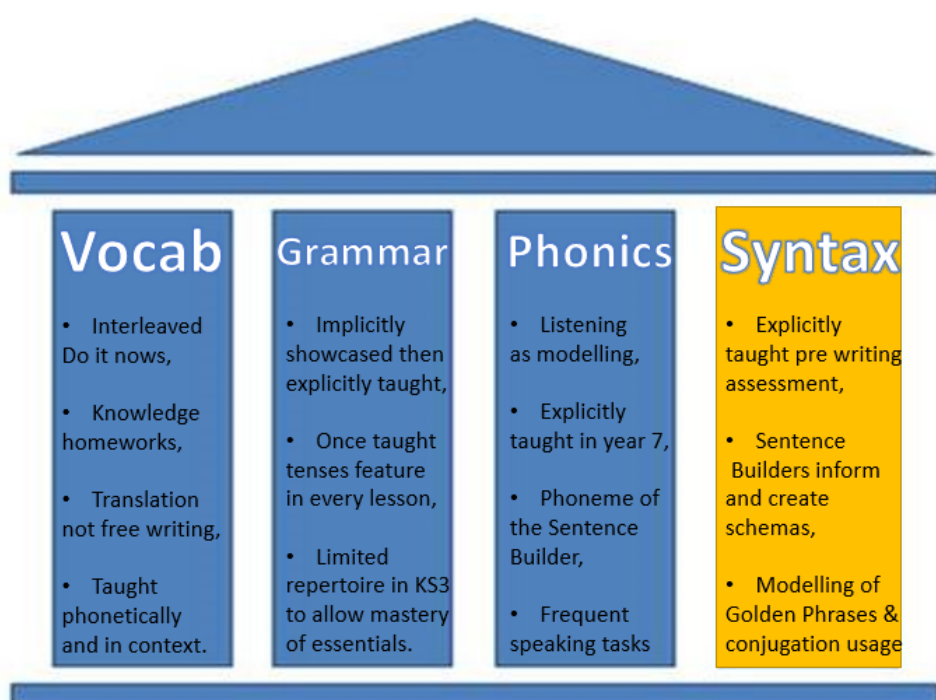 Vocab
• Interleaved
Do it nows,
• Knowledge
homeworks,
• Translation
not free writing,
• Taught
phonetically
and in context.
Grammar
• Implicitly
showcased then
explicitly taught,
• Once taught
tenses feature
in every lesson,
• Limited
repertoire in KS3
to allow mastery
of essentials.
Phonics
• Listening
as modelling,
• Explicitly
taught in year 7,
• Phoneme of
the Sentence
Builder,
• Frequent
speaking tasks
Syntax
• Explicitly
taught pre writing
assessment,
• Sentence
Builders inform
and create
schemas,
• Modelling of
Golden Phrases &
conjugation usage